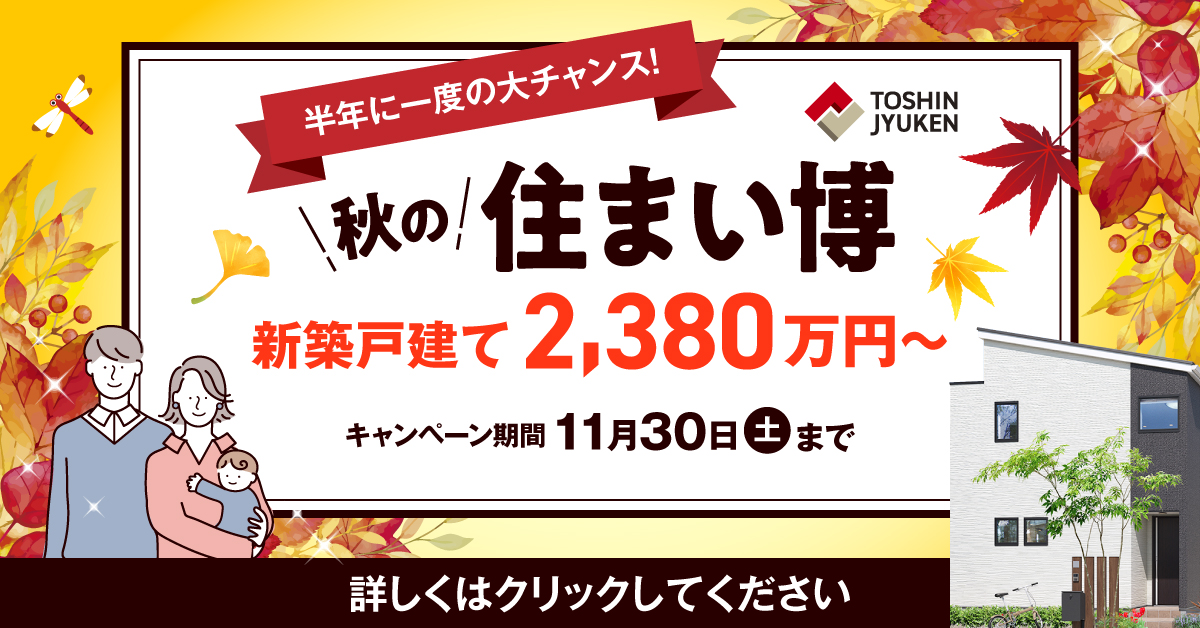 半年に一度の大チャンス!
TOSHIN
JYUKEN
秋の 住まい博
新築戸建て 2,380万円～
キャンペーン期間 11月30日土まで
詳しくはクリックしてください